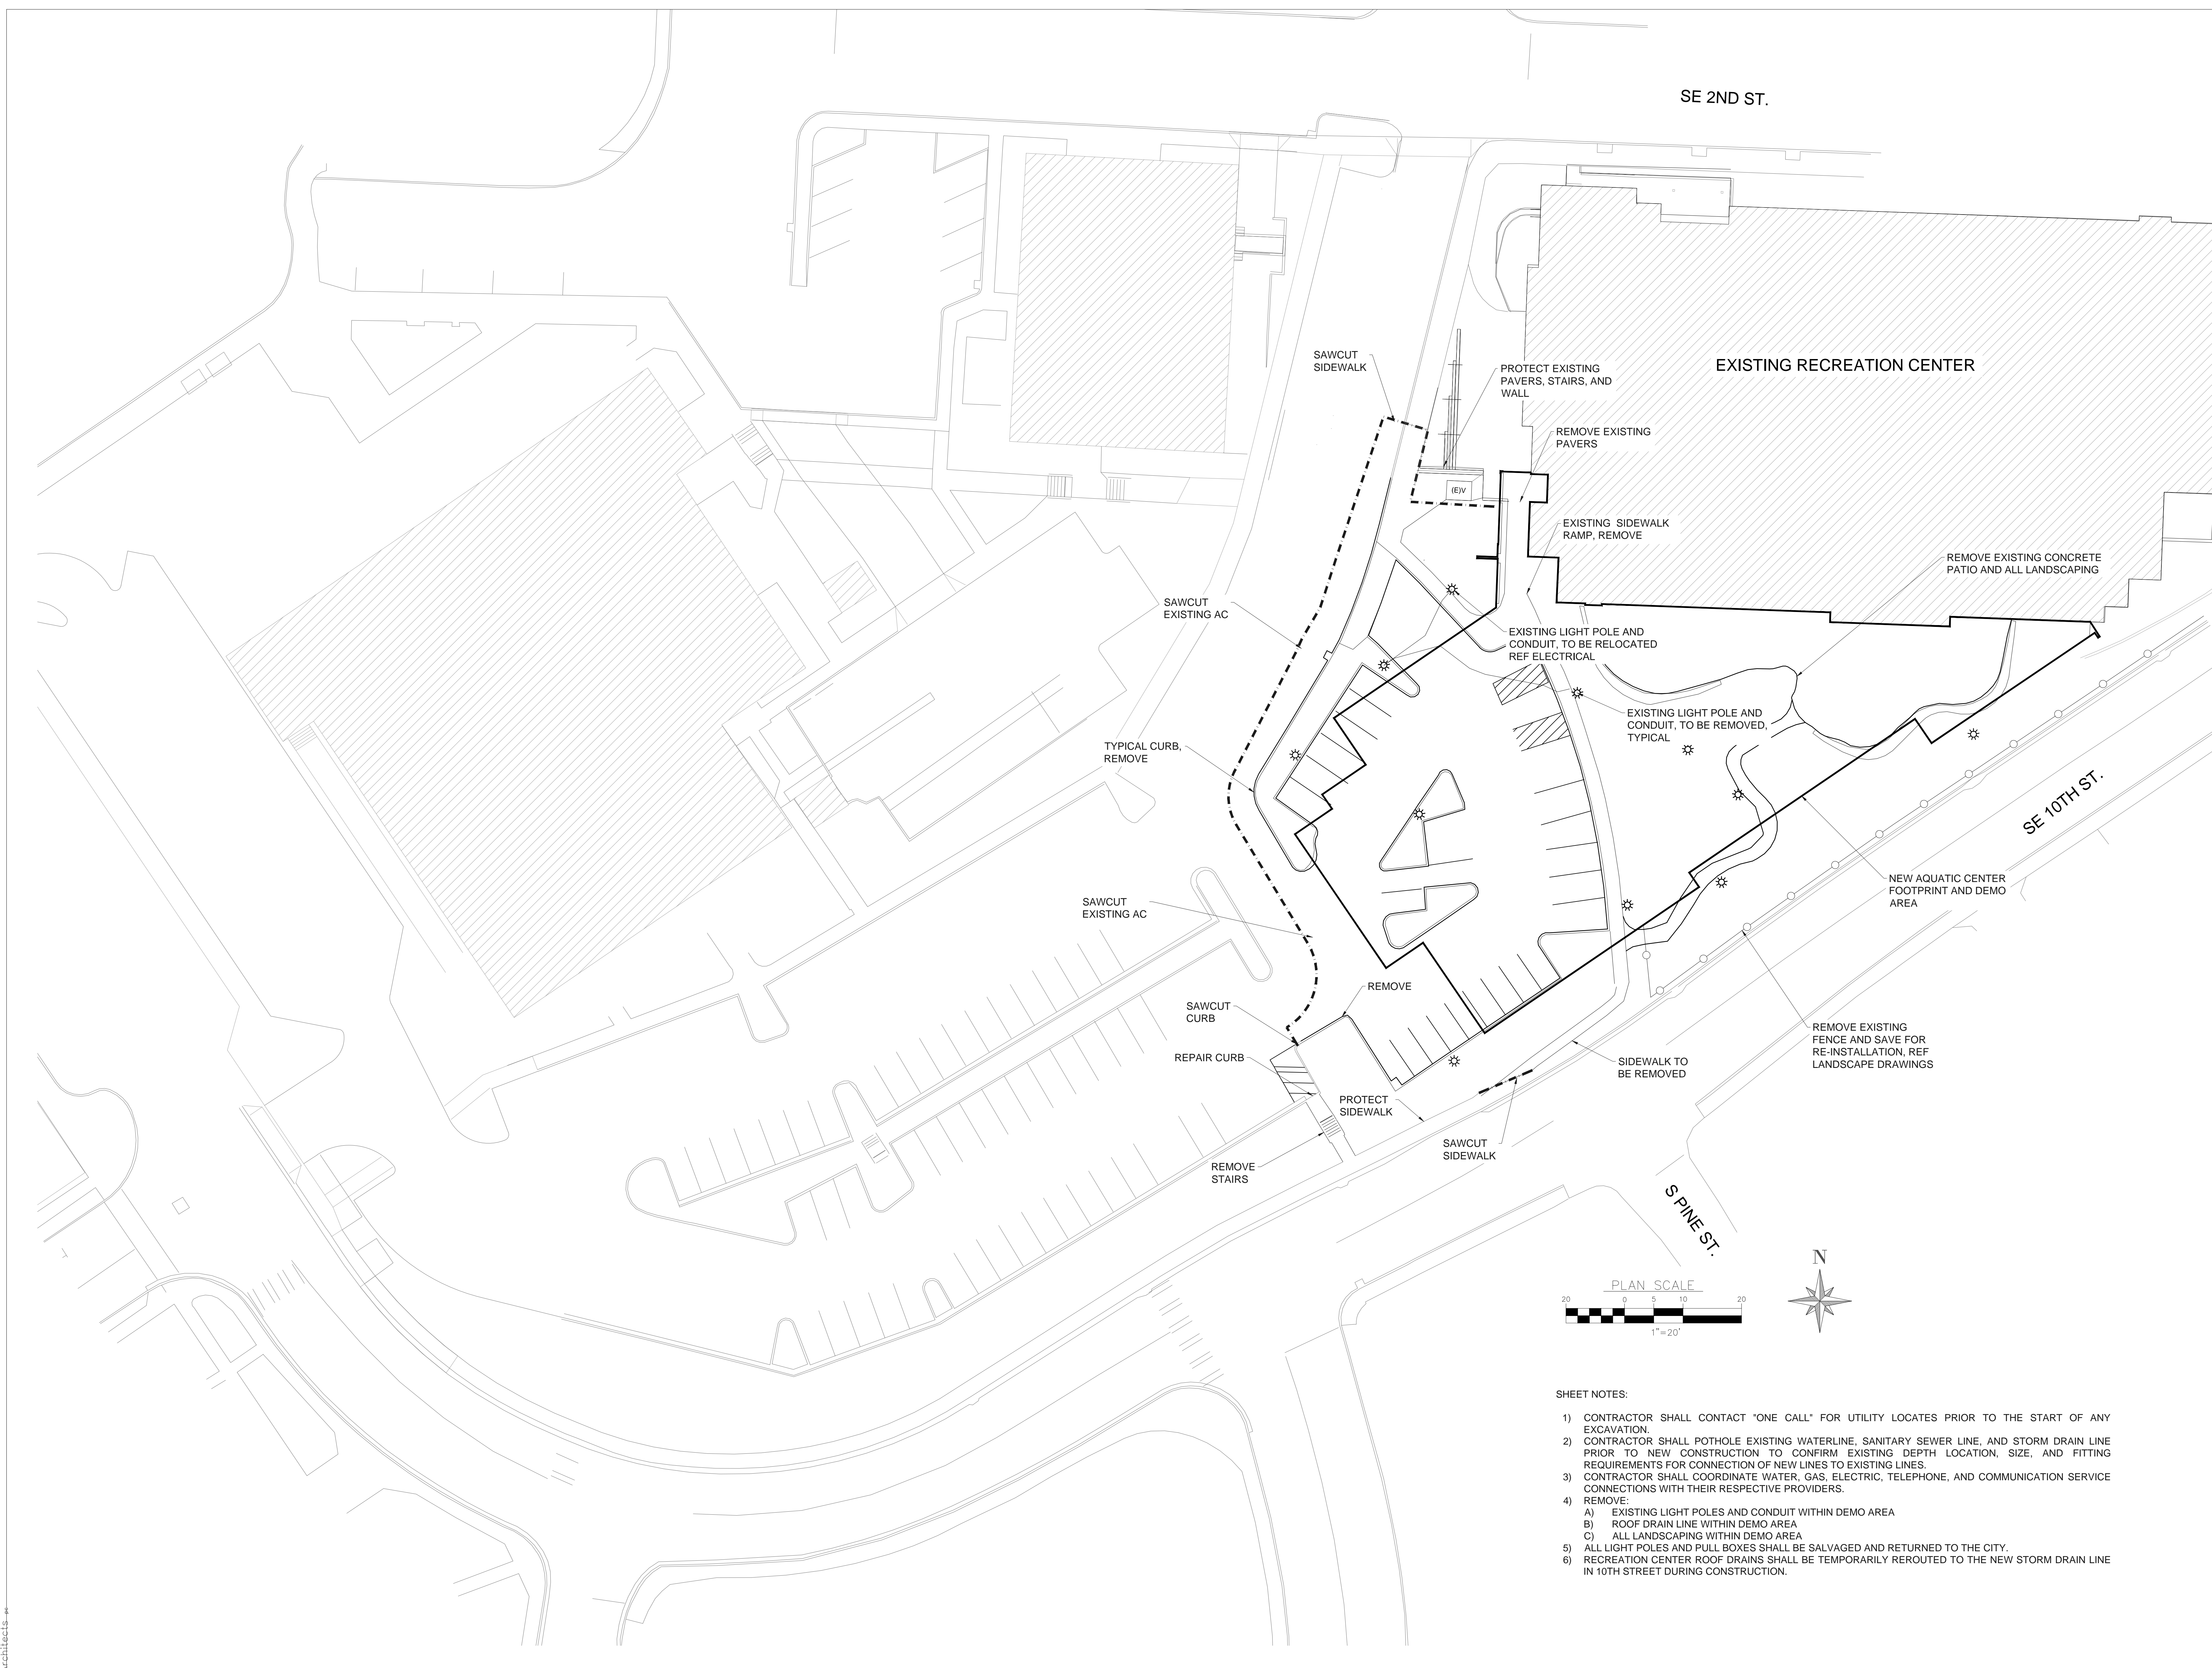 SE 2ND ST.
EXISTING RECREATION CENTER
SAWCUT
SIDEWALK
PROTECT EXISTING
PAVERS, STAIRS, AND
WALL
REMOVE EXISTING
PAVERS
(E)V
EXISTING SIDEWALK
RAMP, REMOVE
REMOVE EXISTING CONCRETE
PATIO AND ALL LANDSCAPING
SAWCUT
EXISTING AC
EXISTING LIGHT POLE AND
CONDUIT, TO BE RELOCATED
REF ELECTRICAL
EXISTING LIGHT POLE AND
CONDUIT, TO BE REMOVED,
TYPICAL
TYPICAL CURB,
REMOVE
SE 10TH ST.
NEW AQUATIC CENTER
FOOTPRINT AND DEMO
AREA
SAWCUT
EXISTING AC
REMOVE
SAWCUT
CURB
REPAIR CURB
REMOVE EXISTING
FENCE AND SAVE FOR
RE-INSTALLATION, REF
LANDSCAPE DRAWINGS
SIDEWALK TO
BE REMOVED
PROTECT
SIDEWALK
SAWCUT
SIDEWALK
REMOVE
STAIRS
S PINE ST.
N
PLAN SCALE
20 0 5 10 20
1"=20'
SHEET NOTES:
1) CONTRACTOR SHALL CONTACT "ONE CALL" FOR UTILITY LOCATES PRIOR TO THE START OF ANY
EXCAVATION.
2) CONTRACTOR SHALL POTHOLE EXISTING WATERLINE, SANITARY SEWER LINE, AND STORM DRAIN LINE
PRIOR TO NEW CONSTRUCTION TO CONFIRM EXISTING DEPTH LOCATION, SIZE, AND FITTING
REQUIREMENTS FOR CONNECTION OF NEW LINES TO EXISTING LINES.
3) CONTRACTOR SHALL COORDINATE WATER, GAS, ELECTRIC, TELEPHONE, AND COMMUNICATION SERVICE
CONNECTIONS WITH THEIR RESPECTIVE PROVIDERS.
4) REMOVE:
A) EXISTING LIGHT POLES AND CONDUIT WITHIN DEMO AREA
B) ROOF DRAIN LINE WITHIN DEMO AREA
C) ALL LANDSCAPING WITHIN DEMO AREA
5) ALL LIGHT POLES AND PULL BOXES SHALL BE SALVAGED AND RETURNED TO THE CITY.
6) RECREATION CENTER ROOF DRAINS SHALL BE TEMPORARILY REROUTED TO THE NEW STORM DRAIN LINE
IN 10TH STREET DURING CONSTRUCTION.